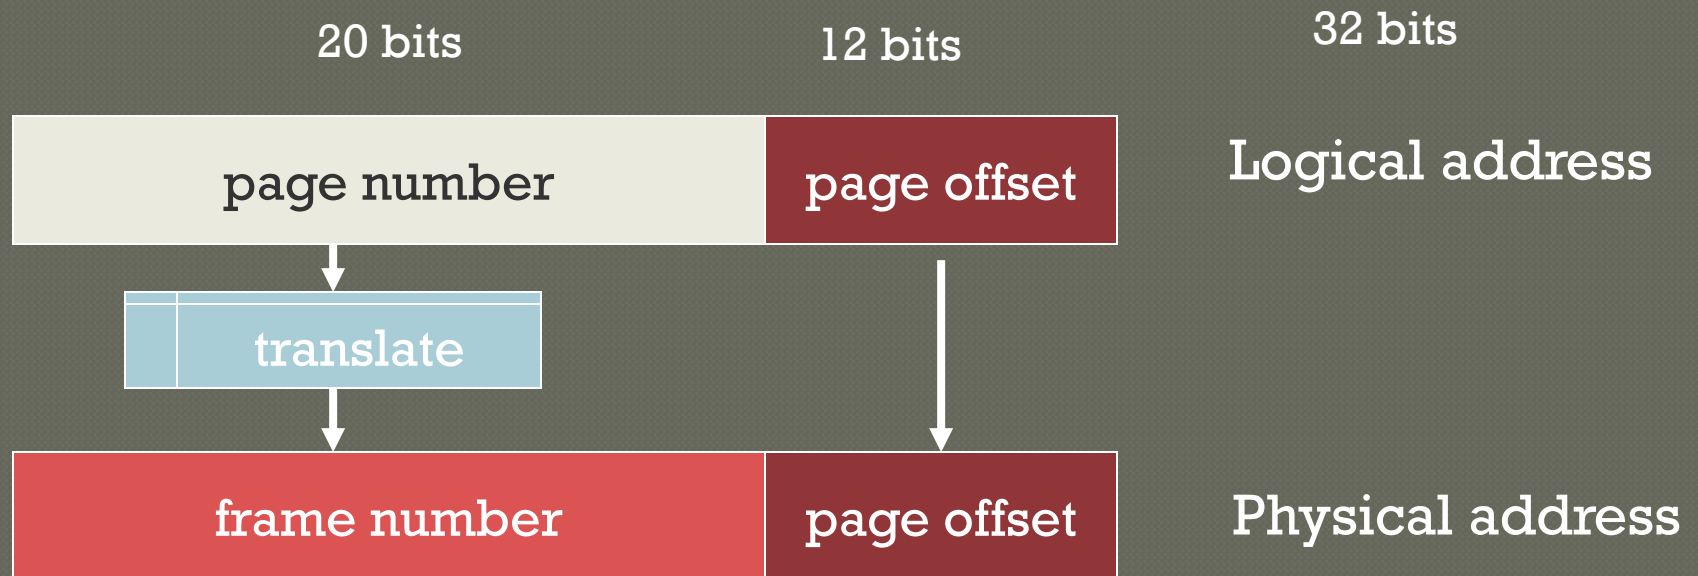 20 bits
12 bits
32 bits
page number
page offset
Logical address
translate
frame number
page offset
Physical address